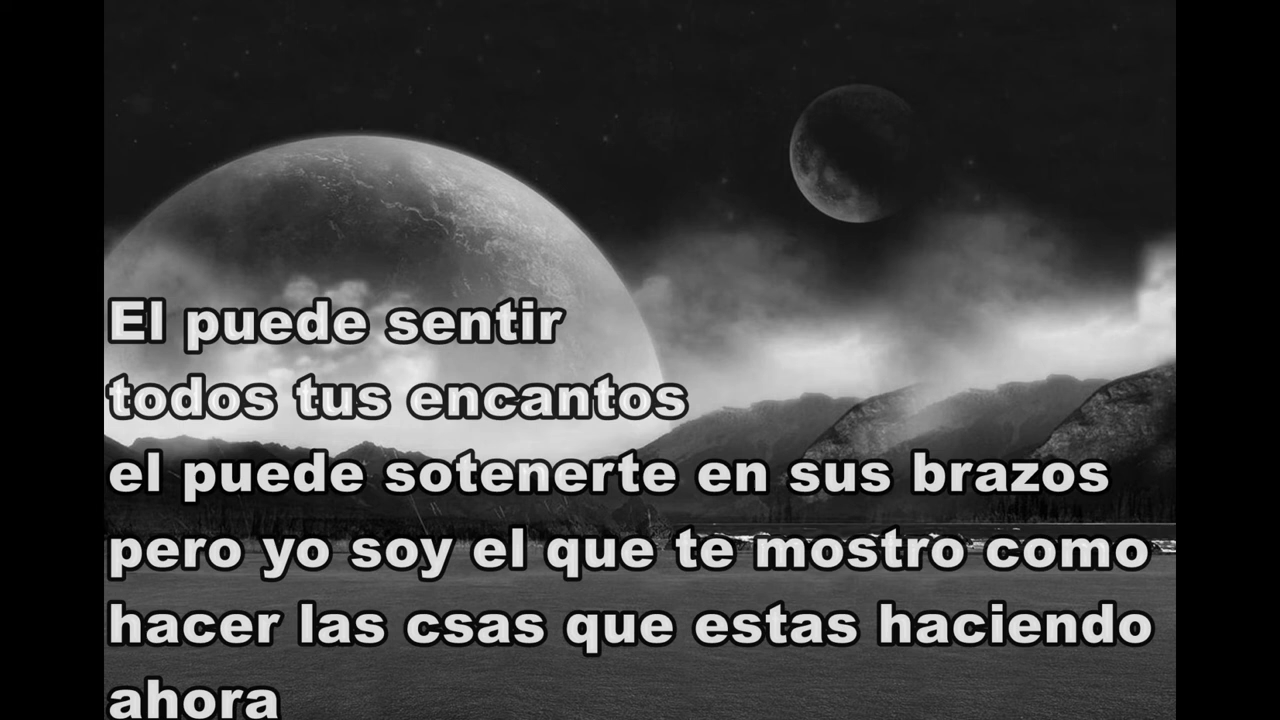 El puede sentir
todos tus encantos
el puede sotenerte en sus brazos
pero yo soy el que te mostro como
hacer las csas que estas haciendo
ahora